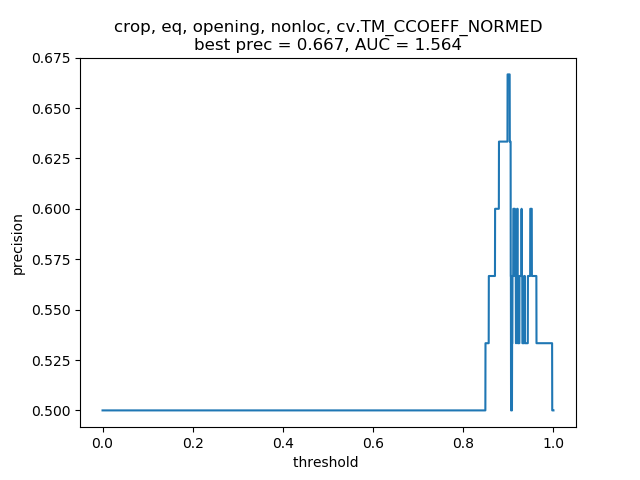 crop, eq, opening, nonloc, cv.TM_CCOEFF_NORMED
best prec = 0.667, AUC = 1.564
0.675
0.650
0.625
0.600
0.575
0.550
0.525
0.500
precision
0.0 0.2 0.4 0.6 0.8 1.0
threshold